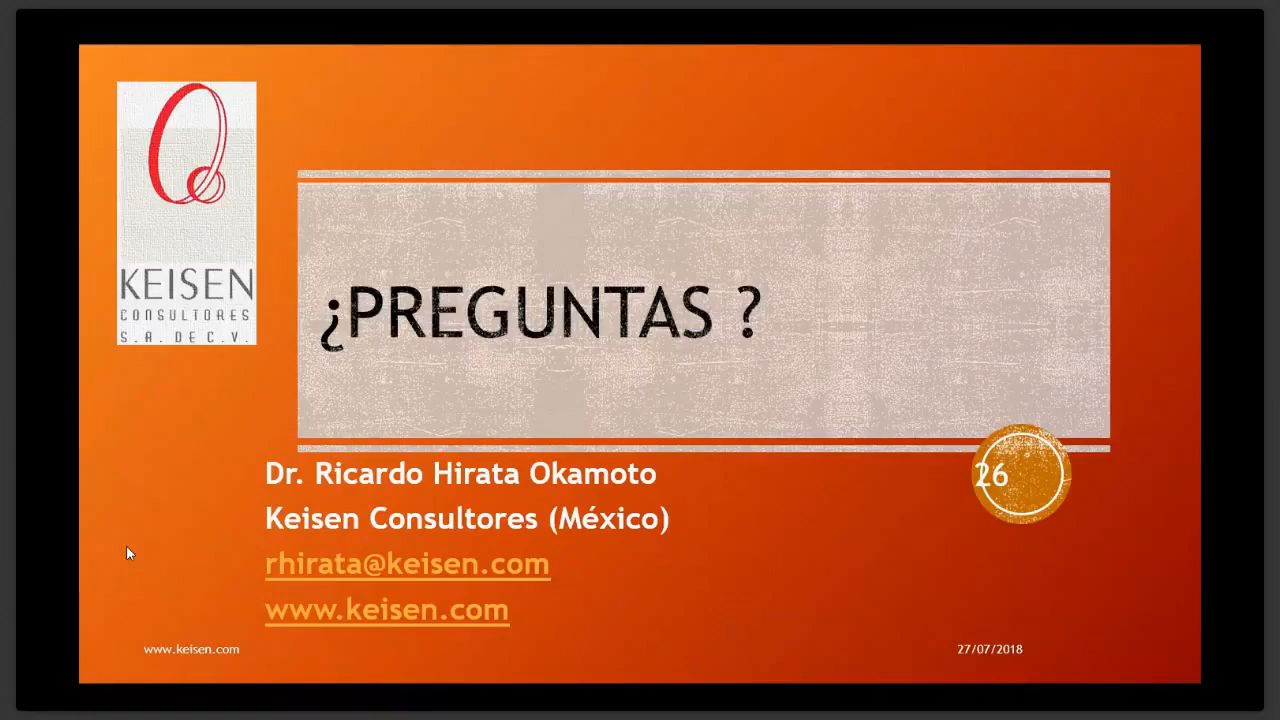 KEISEN
CONSULTORES
S.A. DE C.V.
¿PREGUNTAS ?
26
Dr. Ricardo Hirata Okamoto
Keisen Consultores (México)
rhirata@keisen.com
www.keisen.com
www.keisen.com
27/07/2018